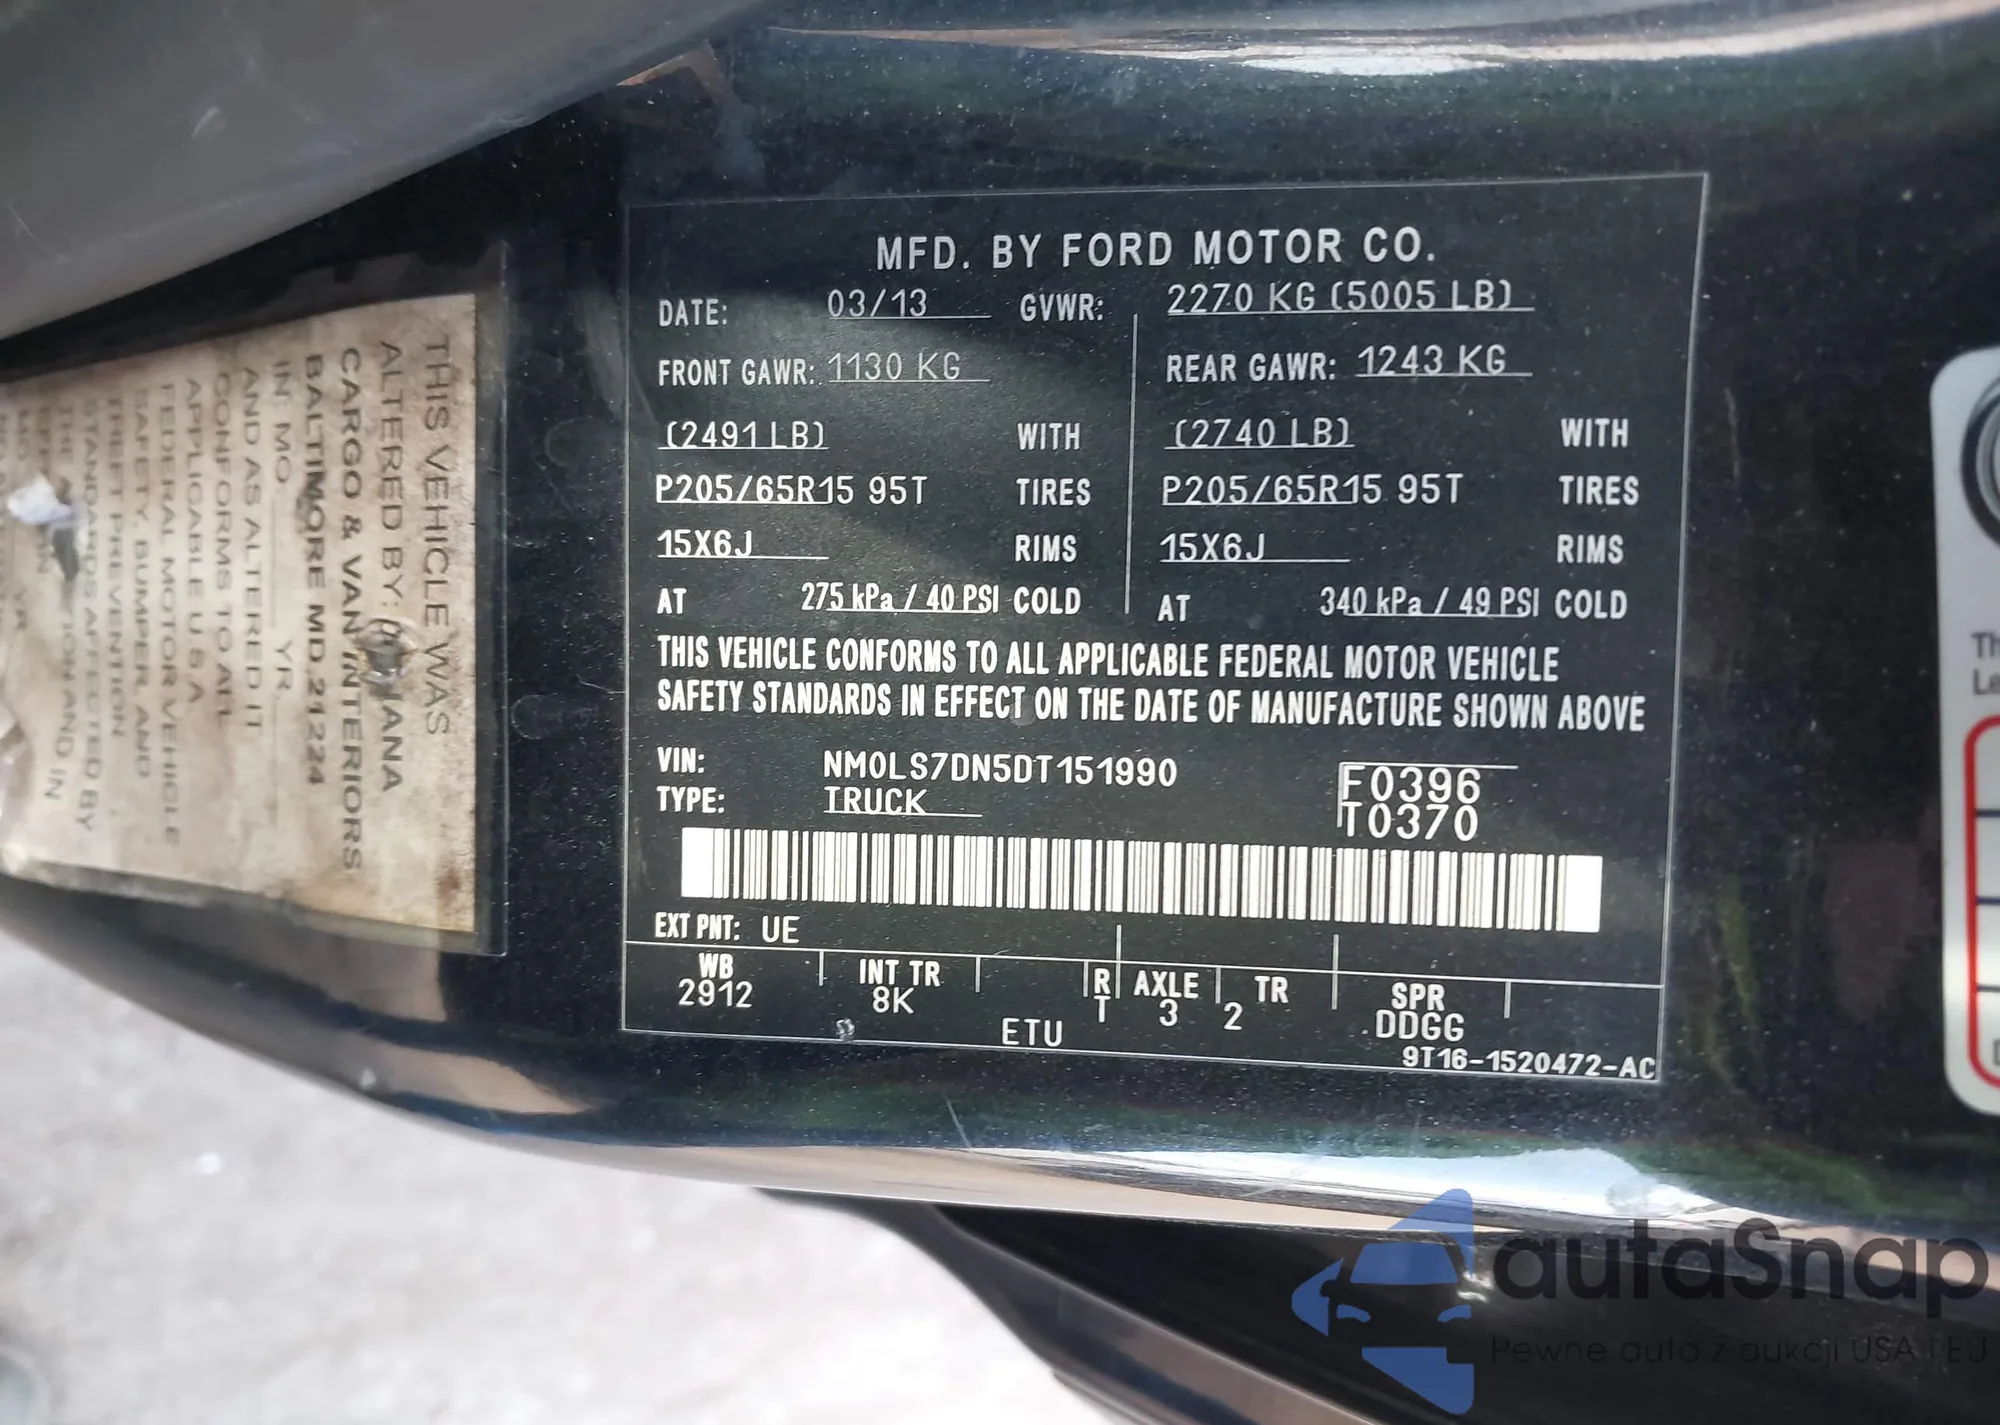 MFD. BY FORD MOTOR CO.
DATE: 03/13 GVWR: 2270 KG (5005 LB)
FRONT GAWR: 1130 KG REAR GAWR: 1243 KG
(2491 LB) WITH (2740 LB) WITH
P205/65R15 95T TIRES P205/65R15 95T TIRES
15X6J RIMS 15X6J RIMS
AT 275 kPa / 40 PSI COLD AT 340 kPa / 49 PSI COLD
THIS VEHICLE CONFORMS TO ALL APPLICABLE FEDERAL MOTOR VEHICLE
SAFETY STANDARDS IN EFFECT ON THE DATE OF MANUFACTURE SHOWN ABOVE
VIN: NM0LS7DN5DT151990 F0396
TYPE: TRUCK T0370
EXT PNT: UE
WB INT TR R AXLE TR SPR
2912 8K T 3 2 DDGG
ETU
9T16-1520472-AC
THIS VEHICLE WAS
ALTERED BY:
CARGO & VAN INTERIORS
BALTIMORE MD. 21224
IN MO. YR.
AND AS ALTERED IT
CONFORMS TO ALL
APPLICABLE U.S.A.
FEDERAL MOTOR VEHICLE
SAFETY, BUMPER, AND
THEFT PREVENTION
STANDARDS AFFECTED BY
AND IN
YR
Th
Le
autaSnap
Pewne auta z aukcji USA i EU